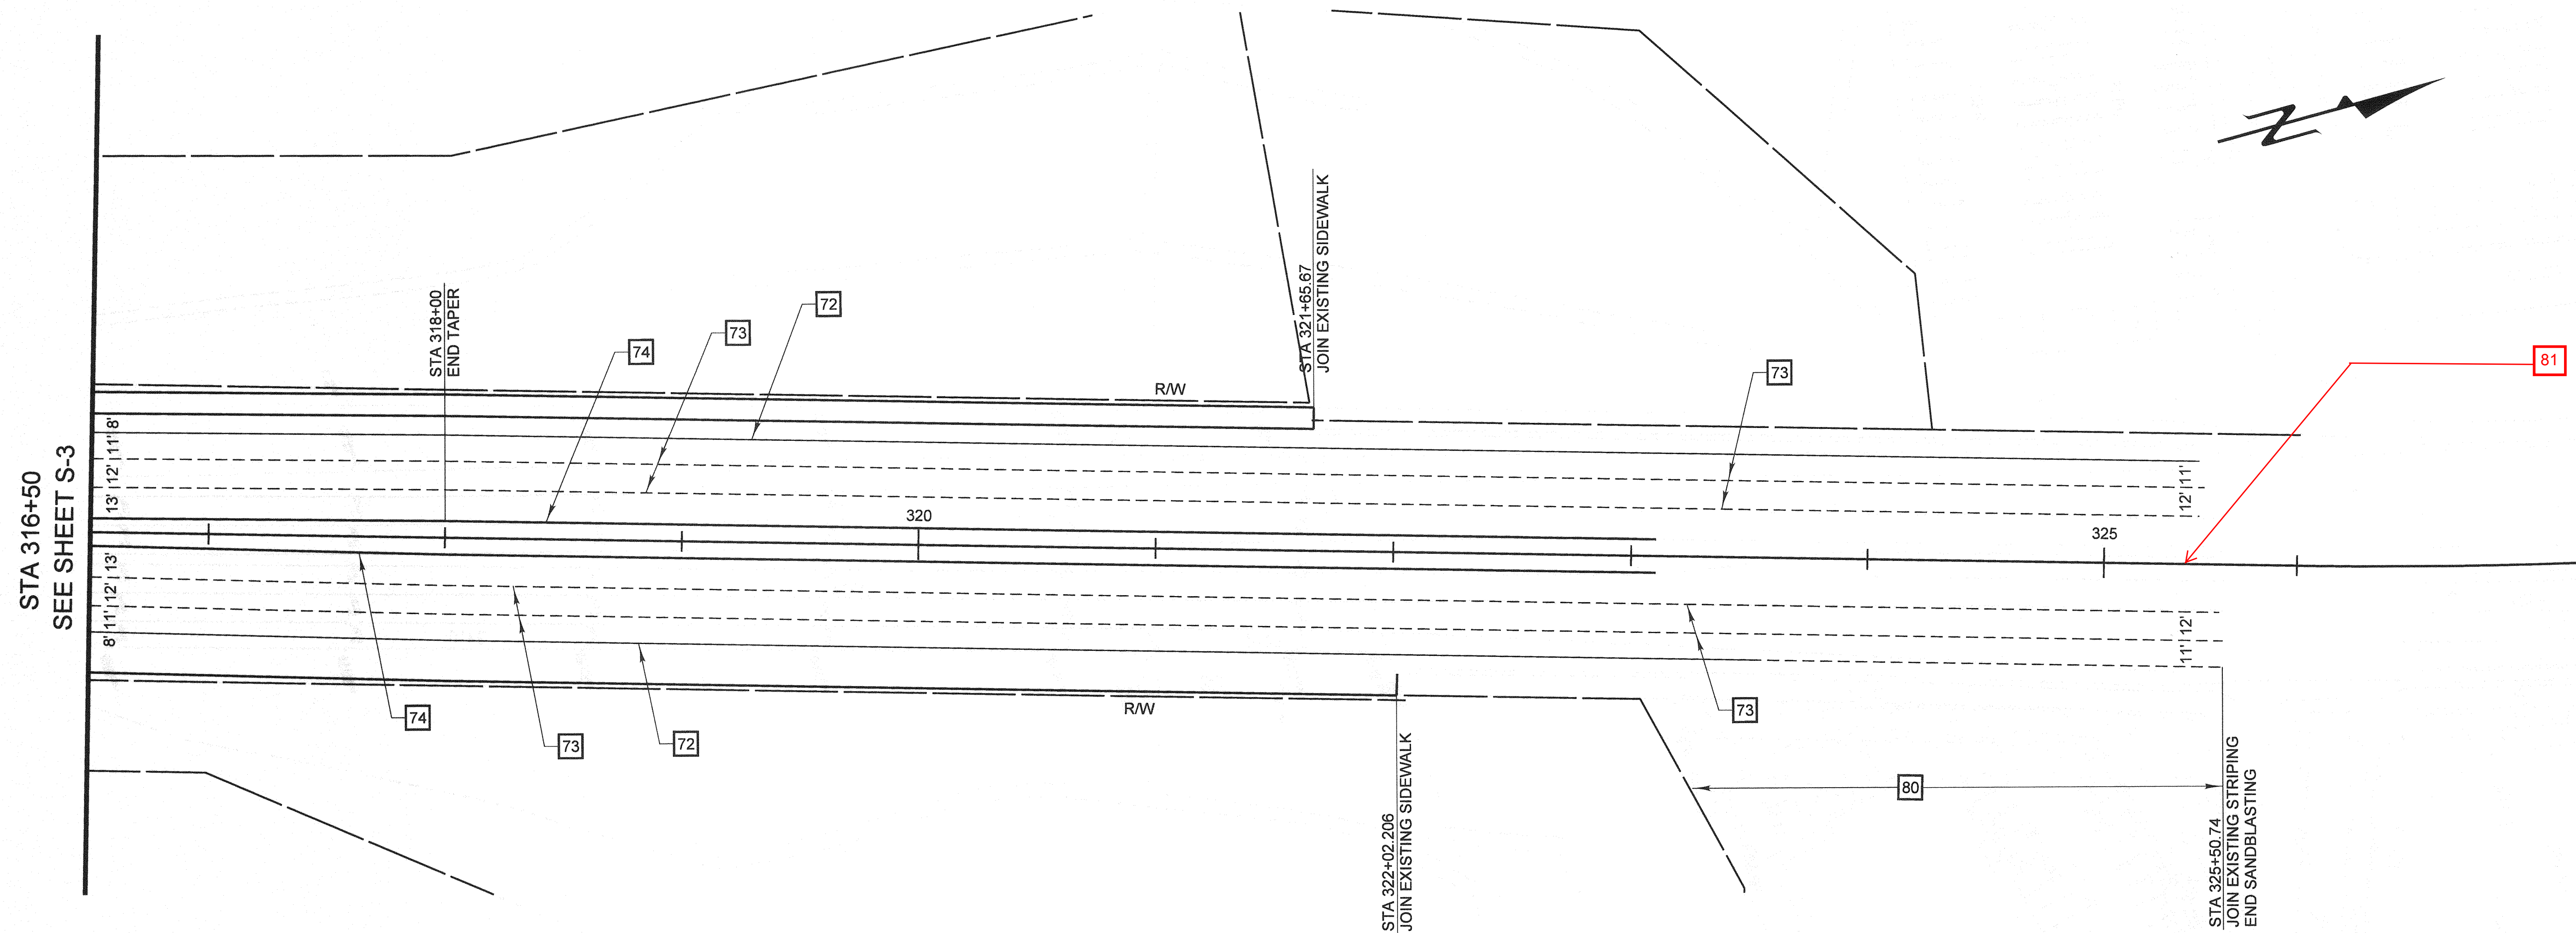 STA 316+50
SEE SHEET S-3
STA 318+00
END TAPER
74
73
72
STA 321+65.67
JOIN EXISTING SIDEWALK
73
81
N
R/W
8'
11'
12'
13'
320
325
11'
12'
13'
12'
11'
8'
12'
11'
74
73
72
R/W
73
80
STA 322+02.206
JOIN EXISTING SIDEWALK
STA 325+50.74
JOIN EXISTING STRIPING
END SANDBLASTING